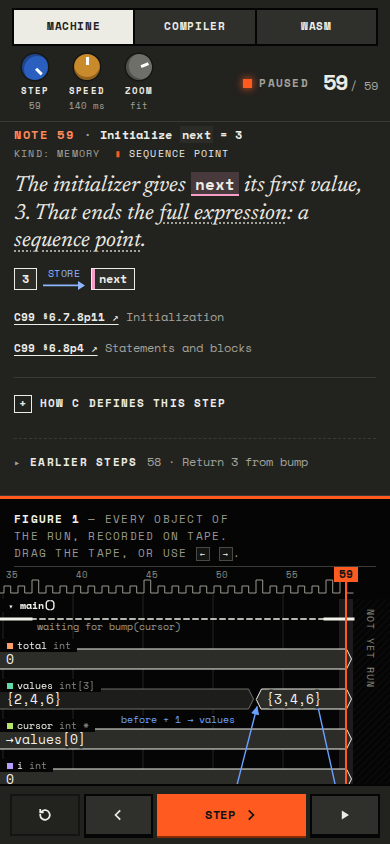 MACHINE COMPILER WASM
STEP SPEED ZOOM
59 140 ms fit
PAUSED 59 / 59
NOTE 59 · Initialize next = 3
KIND: MEMORY SEQUENCE POINT
The initializer gives next its first value,
3. That ends the full expression: a
sequence point.
3 STORE next
C99 §6.7.8p11 ↗ Initialization
C99 §6.8p4 ↗ Statements and blocks
+ HOW C DEFINES THIS STEP
▸ EARLIER STEPS 58 · Return 3 from bump
FIGURE 1 — EVERY OBJECT OF
THE RUN, RECORDED ON TAPE.
DRAG THE TAPE, OR USE ← →.
35 40 45 50 55 59
▾ main()
waiting for bump(cursor)
total int
0
values int[3]
{2,4,6} {3,4,6}
cursor int *
before + 1 → values
→values[0]
i int
0
NOT YET RUN
STEP